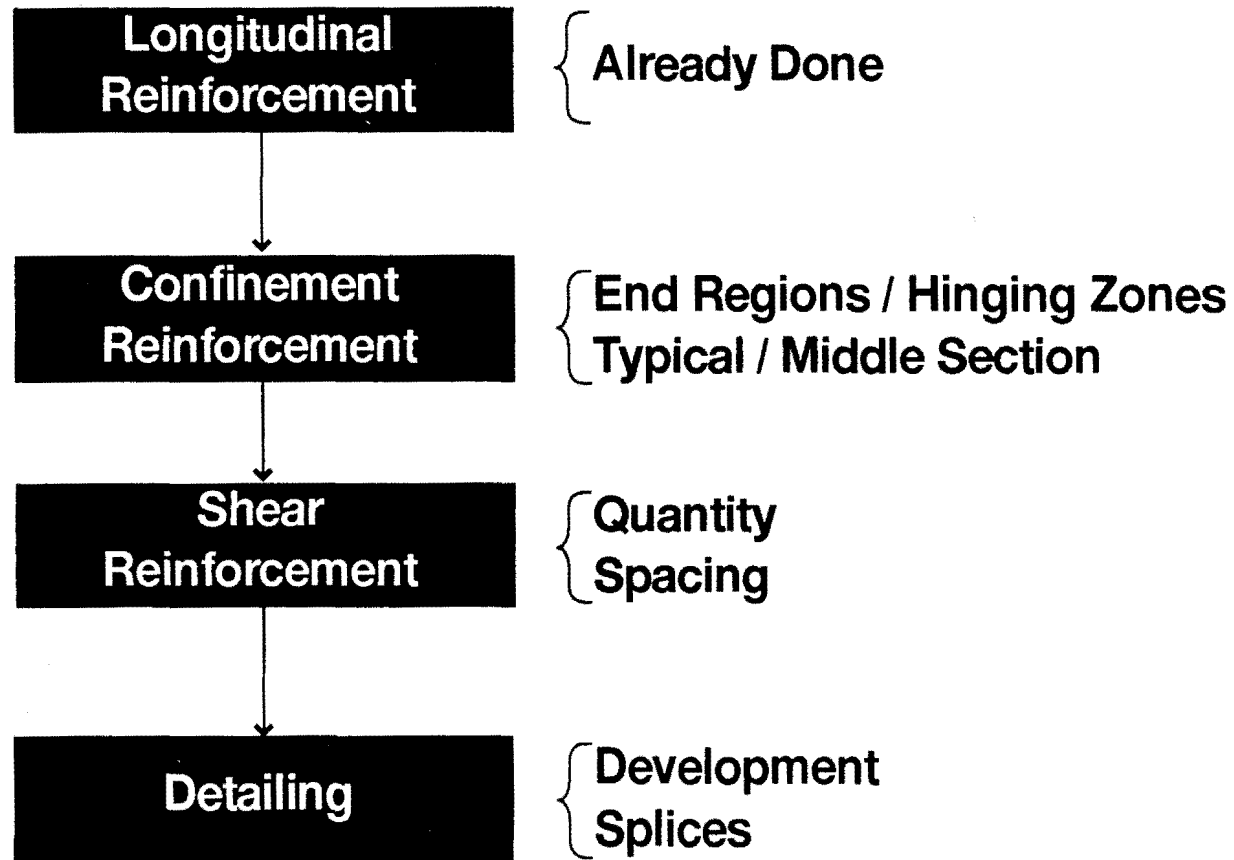 Longitudinal
Reinforcement
Already Done
Confinement
Reinforcement
End Regions / Hinging Zones
Typical / Middle Section
Shear
Reinforcement
Quantity
Spacing
Detailing
Development
Splices